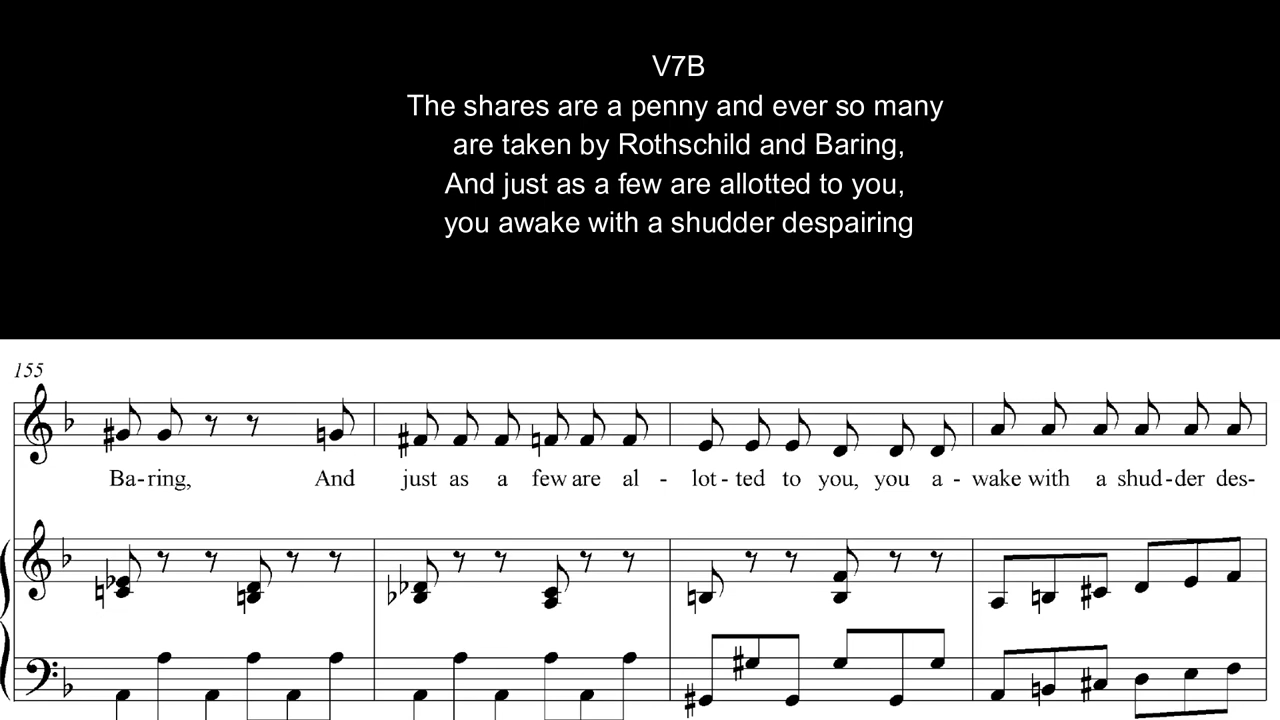 V7B
The shares are a penny and ever so many
are taken by Rothschild and Baring,
And just as a few are allotted to you,
you awake with a shudder despairing
155
Ba-ring, And just as a few are al - lot - ted to you, you a - wake with a shud-der des-